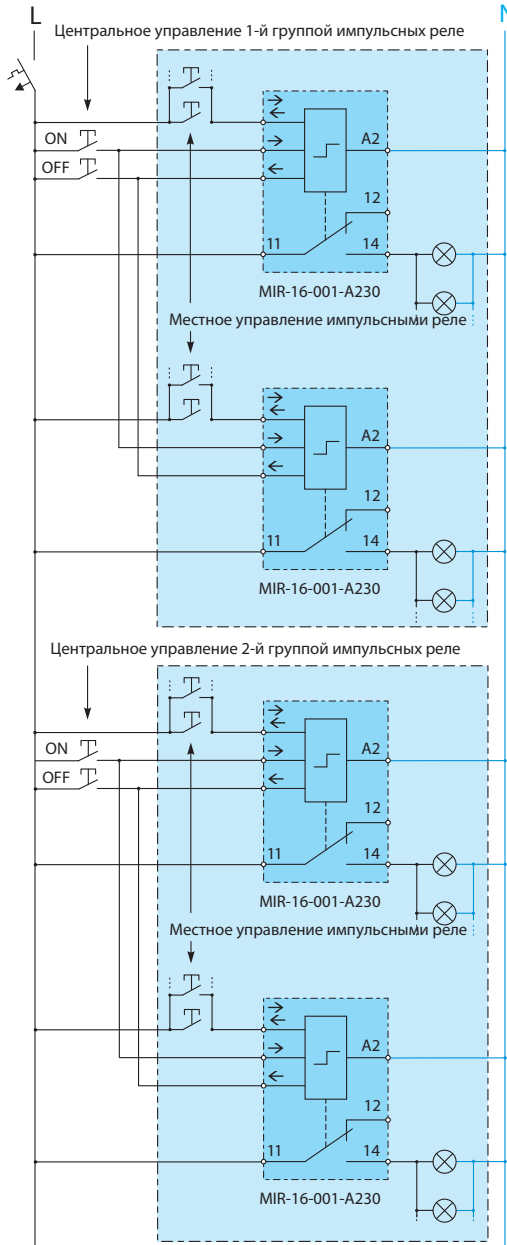 L
N
Центральное управление 1-й группой импульсных реле
ON
A2
OFF
12
11
14
MIR-16-001-A230
Местное управление импульсными реле
A2
12
11
14
MIR-16-001-A230
Центральное управление 2-й группой импульсных реле
ON
A2
OFF
12
11
14
MIR-16-001-A230
Местное управление импульсными реле
A2
12
11
14
MIR-16-001-A230